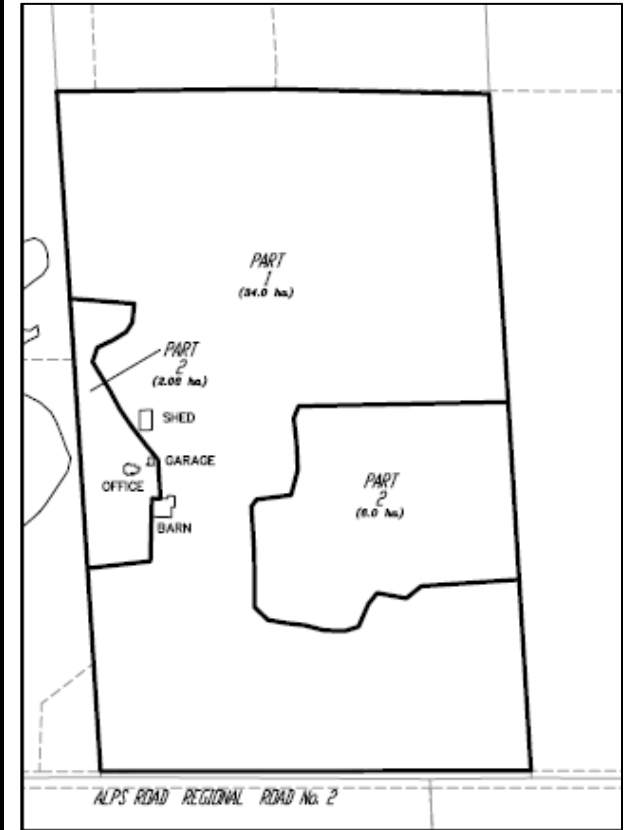 PART
1
(34.0 ha.)
PART
2
(2.08 ha.)
SHED
GARAGE
OFFICE
BARN
PART
2
(6.0 ha.)
ALPS ROAD REGIONAL ROAD No. 2